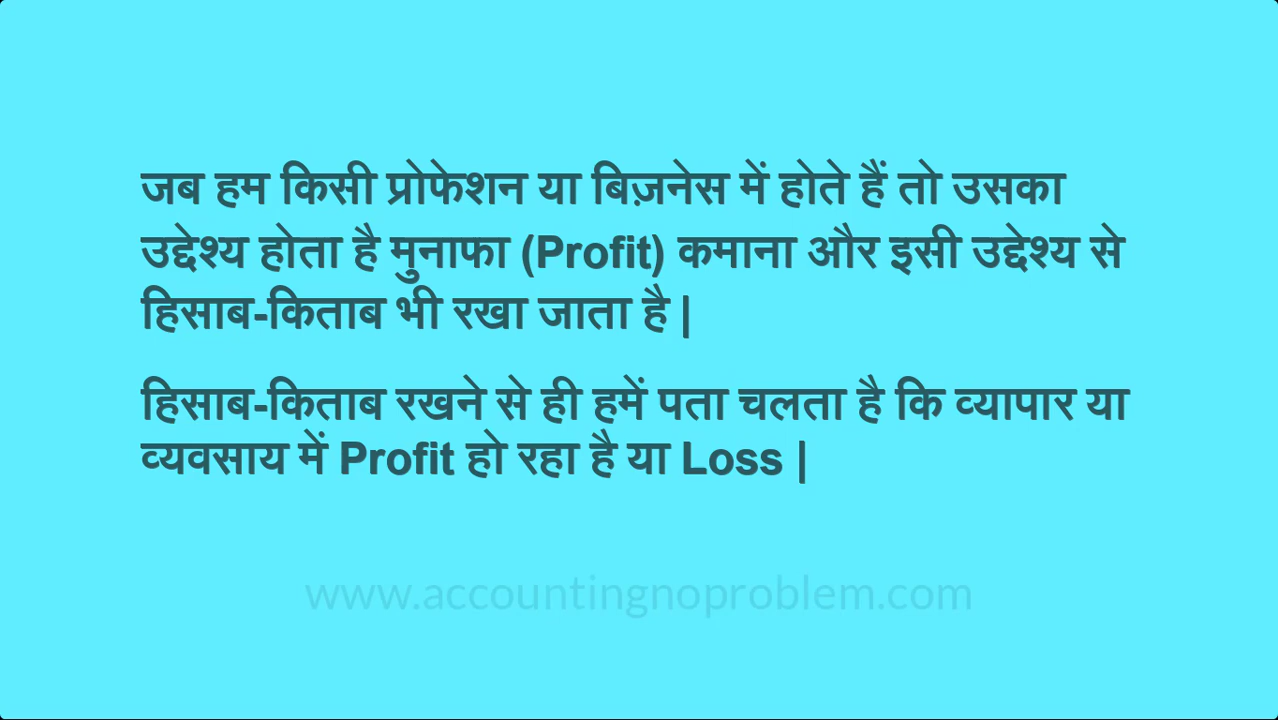 जब हम किसी प्रोफेशन या बिज़नेस में होते हैं तो उसका
उद्देश्य होता है मुनाफा (Profit) कमाना और इसी उद्देश्य से
हिसाब-किताब भी रखा जाता है |
हिसाब-किताब रखने से ही हमें पता चलता है कि व्यापार या
व्यवसाय में Profit हो रहा है या Loss |
www.accountingnoproblem.com